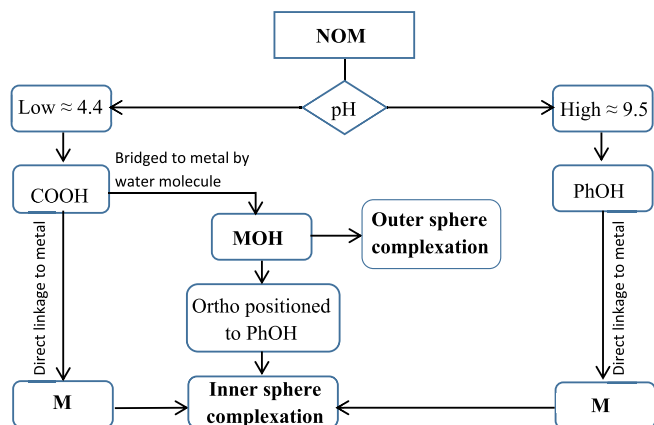 NOM
pH
Low ≈ 4.4
High ≈ 9.5
Bridged to metal by
water molecule
COOH
PhOH
Outer sphere
complexation
MOH
Direct linkage to metal
Direct linkage to metal
Ortho positioned
to PhOH
M
Inner sphere
complexation
M